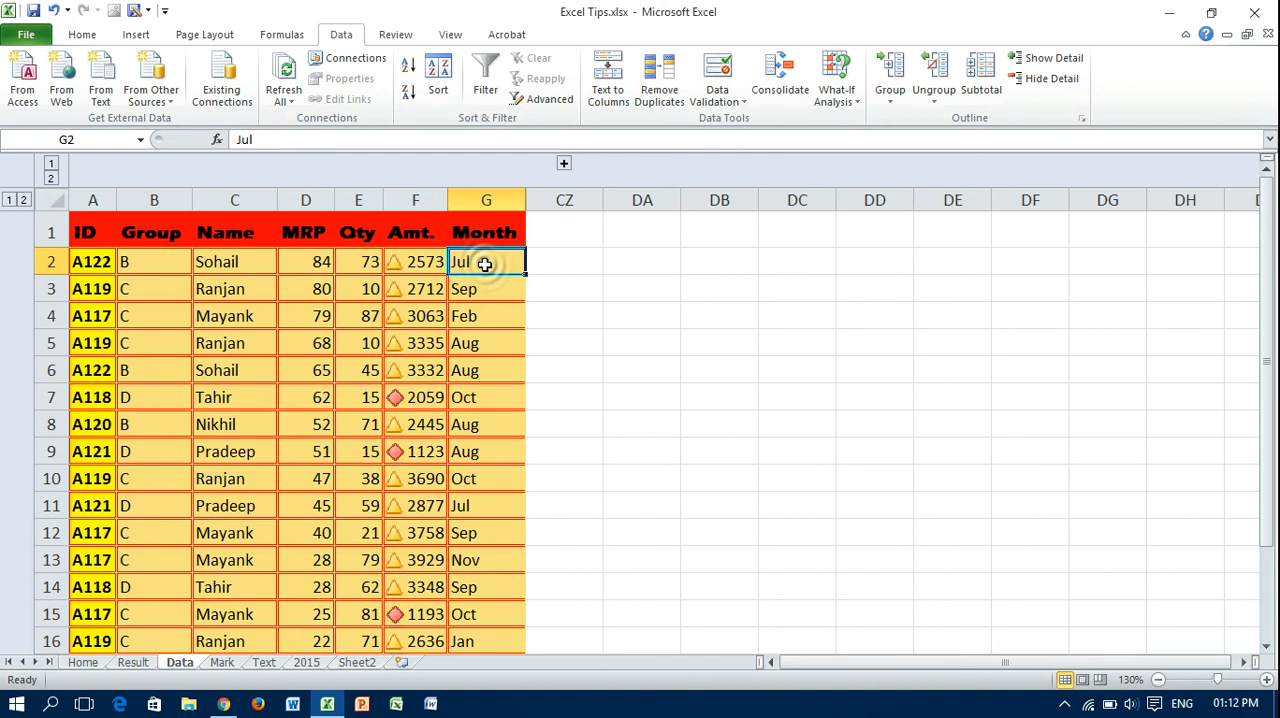 Excel Tips.xlsx - Microsoft Excel
File Home Insert Page Layout Formulas Data Review View Acrobat
From Access From Web From Text From Other Sources Existing Connections Refresh All Connections Properties Edit Links Sort Filter Clear Reapply Advanced Text to Columns Remove Duplicates Data Validation Consolidate What-If Analysis Group Ungroup Subtotal Show Detail Hide Detail
Get External Data Connections Sort & Filter Data Tools Outline
G2 fx Jul
1
2
1 2 A B C D E F G CZ DA DB DC DD DE DF DG DH
1 ID Group Name MRP Qty Amt. Month
2 A122 B Sohail 84 73 2573 Jul
3 A119 C Ranjan 80 10 2712 Sep
4 A117 C Mayank 79 87 3063 Feb
5 A119 C Ranjan 68 10 3335 Aug
6 A122 B Sohail 65 45 3332 Aug
7 A118 D Tahir 62 15 2059 Oct
8 A120 B Nikhil 52 71 2445 Aug
9 A121 D Pradeep 51 15 1123 Aug
10 A119 C Ranjan 47 38 3690 Oct
11 A121 D Pradeep 45 59 2877 Jul
12 A117 C Mayank 40 21 3758 Sep
13 A117 C Mayank 28 79 3929 Nov
14 A118 D Tahir 28 62 3348 Sep
15 A117 C Mayank 25 81 1193 Oct
16 A119 C Ranjan 22 71 2636 Jan
Home Result Data Mark Text 2015 Sheet2
Ready 130%
ENG 01:12 PM